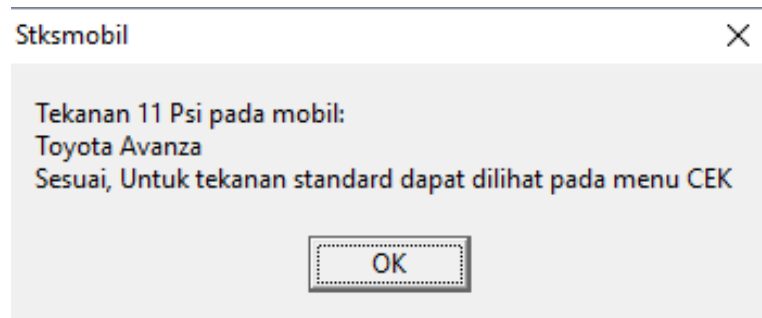 Stksmobil
Tekanan 11 Psi pada mobil:
Toyota Avanza
Sesuai, Untuk tekanan standard dapat dilihat pada menu CEK
OK